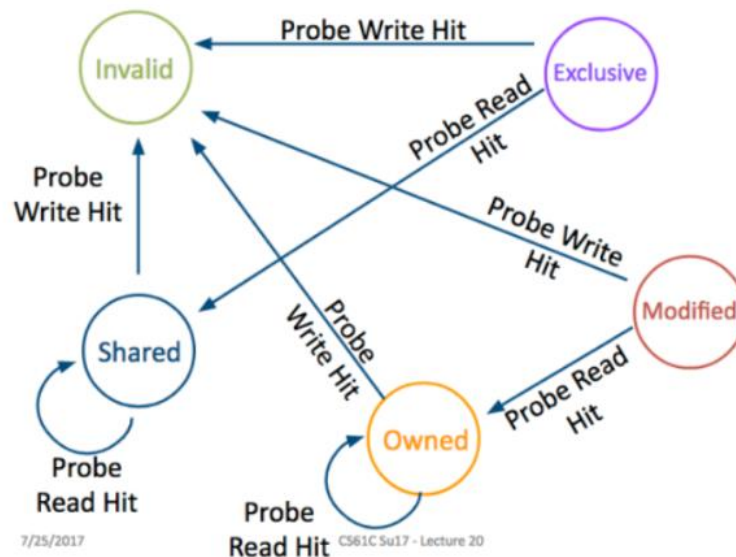 Probe Write Hit
Invalid
Exclusive
Probe Read
Hit
Probe
Write Hit
Probe Write
Hit
Shared
Probe
Write Hit
Modified
Probe Read
Hit
Owned
Probe
Read Hit
Probe
Read Hit
7/25/2017
CS61C Su17 - Lecture 20